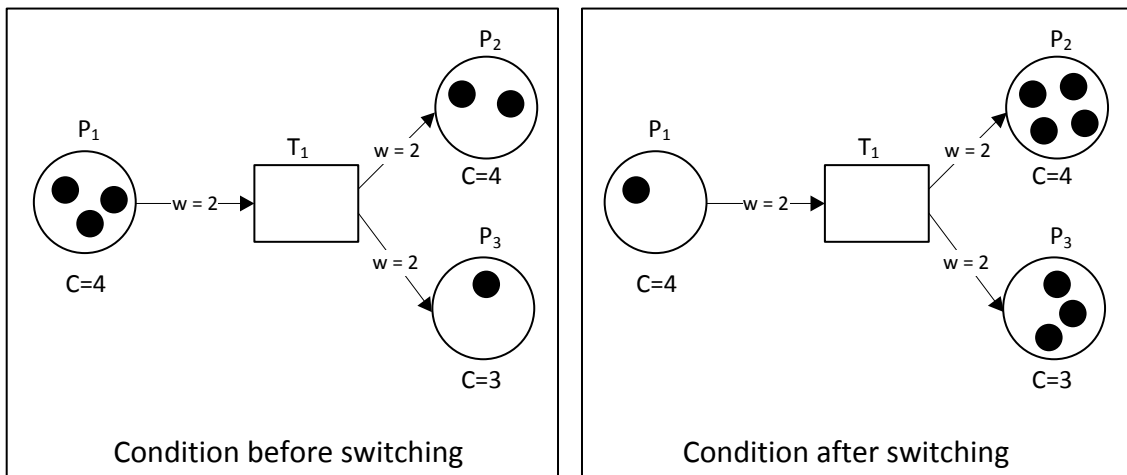 P₂
P₁
T₁
w = 2
w = 2
C=4
P₃
w = 2
C=4
C=3
Condition before switching
P₂
P₁
T₁
w = 2
w = 2
C=4
P₃
w = 2
C=4
C=3
Condition after switching